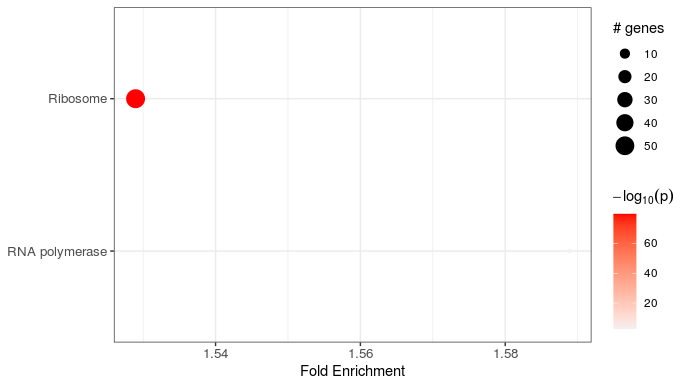 Ribosome
RNA polymerase
1.54
1.56
1.58
Fold Enrichment
# genes
10
20
30
40
50
−log₁₀(p)
60
40
20